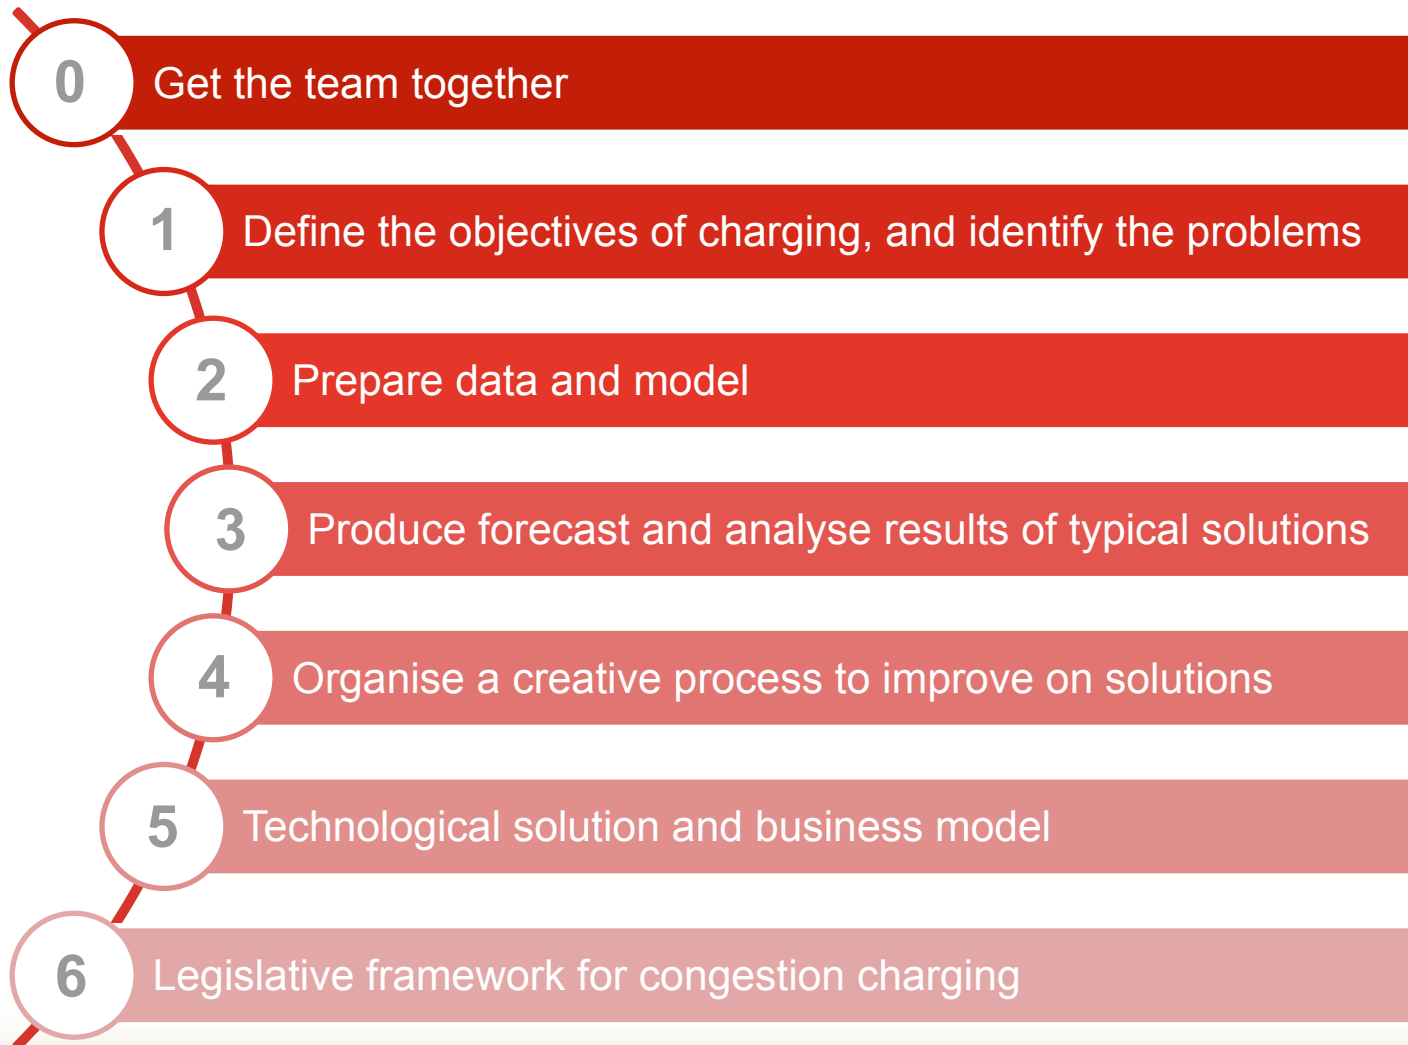 0 Get the team together
1 Define the objectives of charging, and identify the problems
2 Prepare data and model
3 Produce forecast and analyse results of typical solutions
4 Organise a creative process to improve on solutions
5 Technological solution and business model
6 Legislative framework for congestion charging